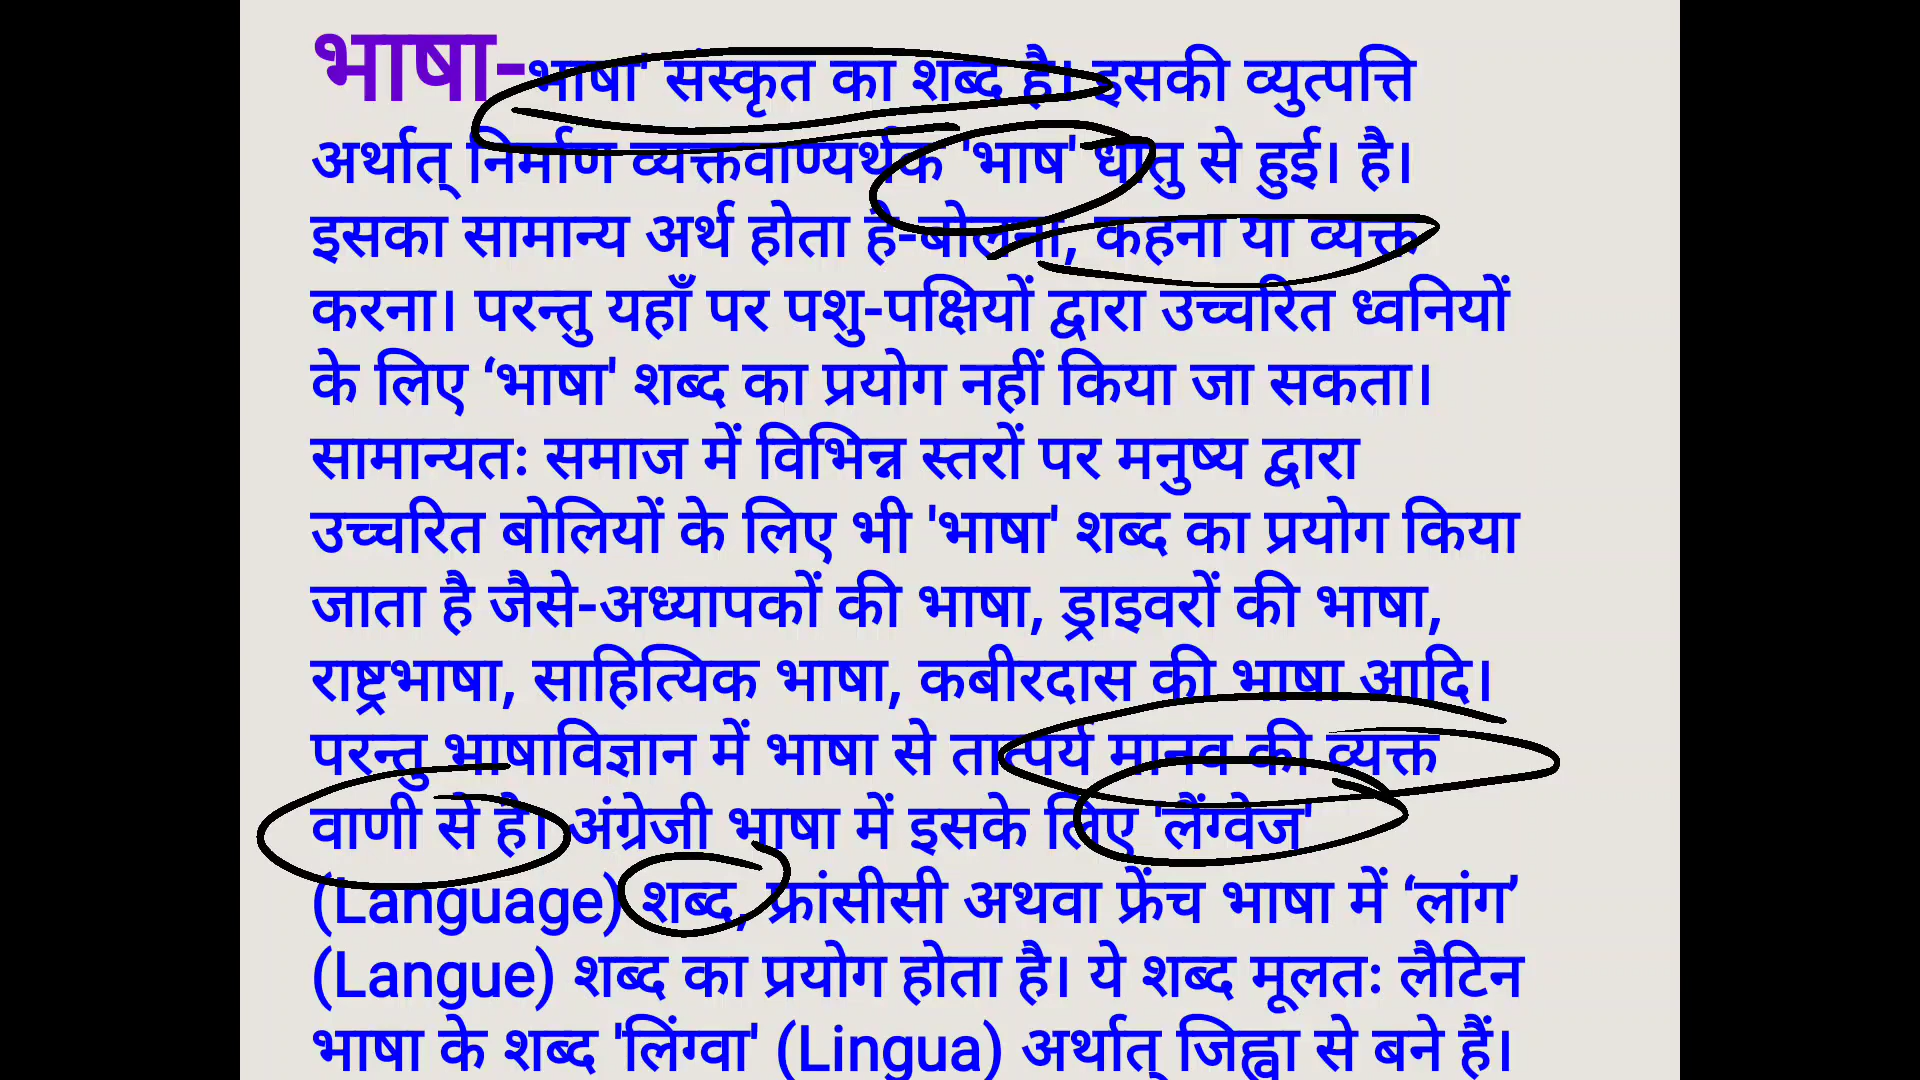 भाषा-भाषा' संस्कृत का शब्द है। इसकी व्युत्पत्ति
अर्थात् निर्माण व्यक्तवाण्यर्थक 'भाष' धातु से हुई। है।
इसका सामान्य अर्थ होता है-बोलना, कहना या व्यक्त
करना। परन्तु यहाँ पर पशु-पक्षियों द्वारा उच्चरित ध्वनियों
के लिए ‘भाषा' शब्द का प्रयोग नहीं किया जा सकता।
सामान्यतः समाज में विभिन्न स्तरों पर मनुष्य द्वारा
उच्चरित बोलियों के लिए भी 'भाषा' शब्द का प्रयोग किया
जाता है जैसे-अध्यापकों की भाषा, ड्राइवरों की भाषा,
राष्ट्रभाषा, साहित्यिक भाषा, कबीरदास की भाषा आदि।
परन्तु भाषाविज्ञान में भाषा से तात्पर्य मानव की व्यक्त
वाणी से है। अंग्रेजी भाषा में इसके लिए 'लैंग्वेज'
(Language) शब्द, फ्रांसीसी अथवा फ्रेंच भाषा में ‘लांग’
(Langue) शब्द का प्रयोग होता है। ये शब्द मूलतः लैटिन
भाषा के शब्द 'लिंग्वा' (Lingua) अर्थात् जिह्वा से बने हैं।